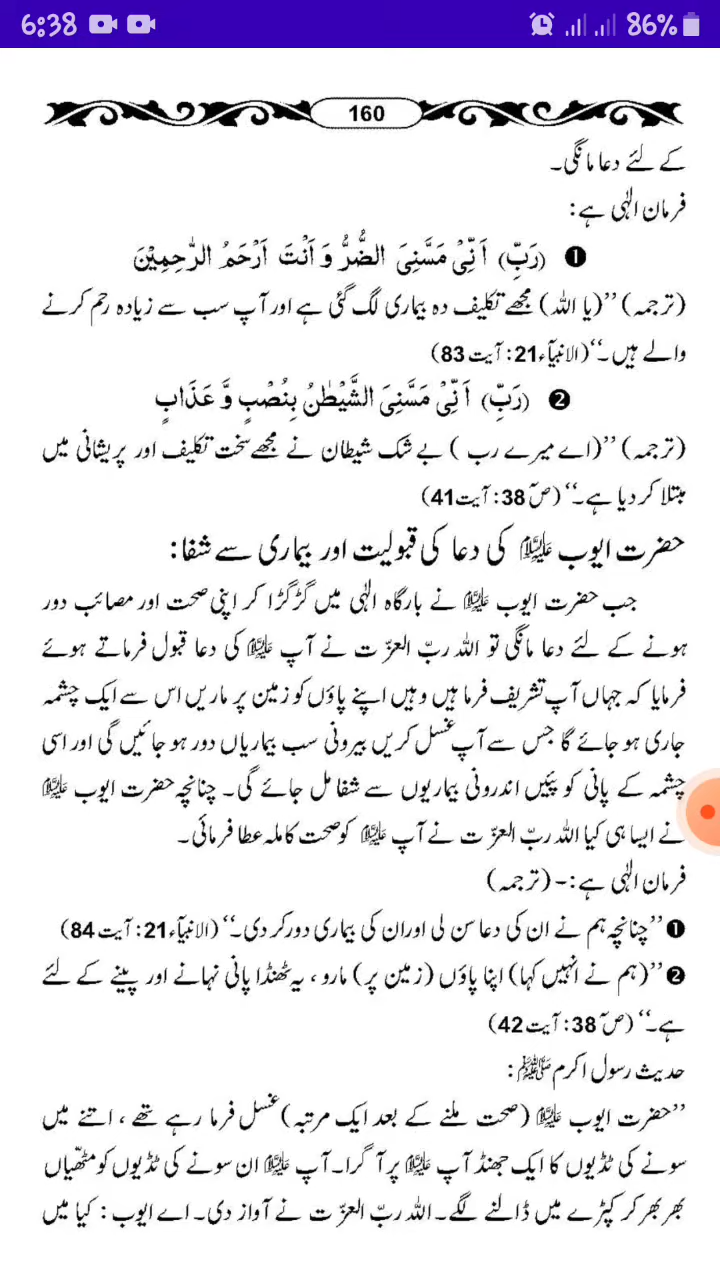 6:38 86%
160
کے لئے دعا مانگی۔
فرمان الٰہی ہے:
❶ (رَبِّ) اَنِّیْ مَسَّنِیَ الضُّرُّ وَ اَنْتَ اَرْحَمُ الرّٰحِمِیْنَ
(ترجمہ) ’’(یا اللہ) مجھے تکلیف دہ بیماری لگ گئی ہے اور آپ سب سے زیادہ رحم کرنے
والے ہیں۔‘‘ (الانبیآء 21: آیت 83)
❷ (رَبِّ) اَنِّیْ مَسَّنِیَ الشَّیْطٰنُ بِنُصْبٍ وَّ عَذَابٍ
(ترجمہ) ’’(اے میرے رب ) بے شک شیطان نے مجھے سخت تکلیف اور پریشانی میں
مبتلا کر دیا ہے۔‘‘ (صٓ 38: آیت 41)
حضرت ایوب علیہ السلام کی دعا کی قبولیت اور بیماری سے شفا:
جب حضرت ایوب علیہ السلام نے بارگاہ الٰہی میں گڑگڑا کر اپنی صحت اور مصائب دور
ہونے کے لئے دعا مانگی تو اللہ ربّ العزّت نے آپ علیہ السلام کی دعا قبول فرماتے ہوئے
فرمایا کہ جہاں آپ تشریف فرما ہیں وہیں اپنے پاؤں کو زمین پر ماریں اس سے ایک چشمہ
جاری ہو جائے گا جس سے آپ غسل کریں بیرونی سب بیماریاں دور ہو جائیں گی اور اسی
چشمہ کے پانی کو پئیں اندرونی بیماریوں سے شفا مل جائے گی۔ چنانچہ حضرت ایوب علیہ السلام
نے ایسا ہی کیا اللہ ربّ العزّت نے آپ علیہ السلام کو صحت کاملہ عطا فرمائی۔
فرمان الٰہی ہے:- (ترجمہ)
❶ ’’چنانچہ ہم نے ان کی دعا سن لی اور ان کی بیماری دور کر دی۔‘‘ (الانبیآء 21: آیت 84)
❷ ’’(ہم نے انہیں کہا) اپنا پاؤں (زمین پر) مارو، یہ ٹھنڈا پانی نہانے اور پینے کے لئے
ہے۔‘‘ (صٓ 38: آیت 42)
حدیث رسول اکرم ﷺ:
’’حضرت ایوب علیہ السلام (صحت ملنے کے بعد ایک مرتبہ) غسل فرما رہے تھے، اتنے میں
سونے کی ٹڈیوں کا ایک جھنڈ آپ علیہ السلام پر آ گرا۔ آپ علیہ السلام ان سونے کی ٹڈیوں کو مٹھّیاں
بھر بھر کر کپڑے میں ڈالنے لگے۔ اللہ ربّ العزّت نے آواز دی۔ اے ایوب: کیا میں